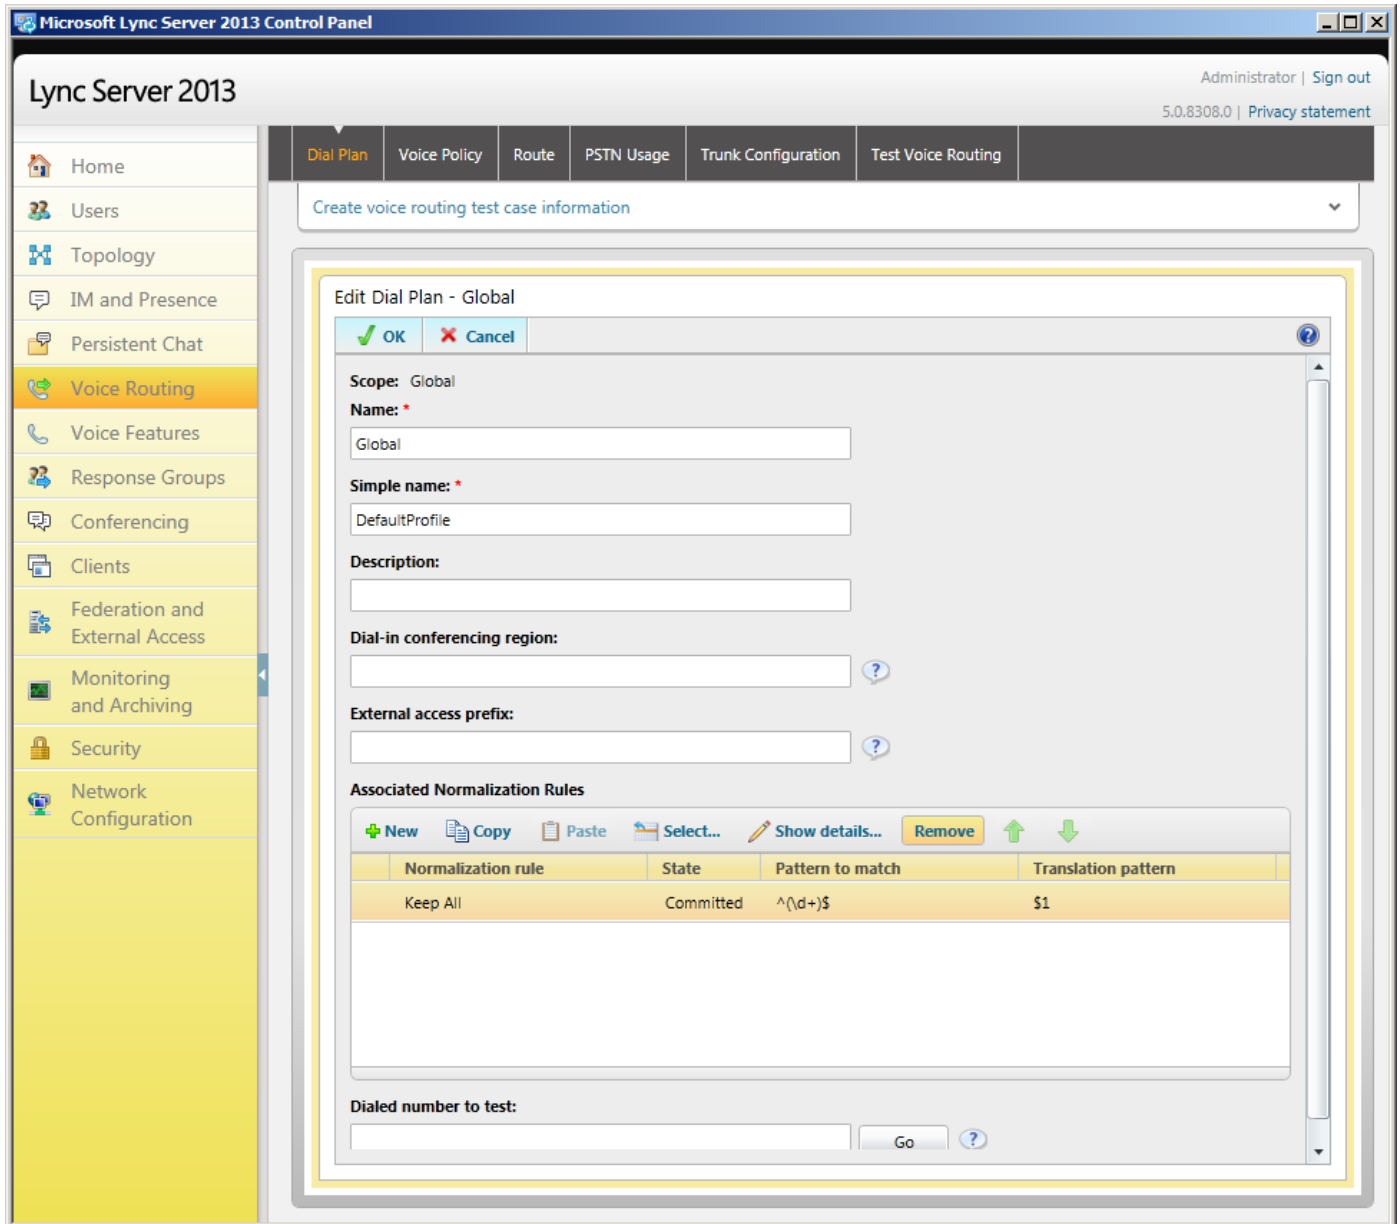 Microsoft Lync Server 2013 Control Panel
Lync Server 2013
Administrator | Sign out
5.0.8308.0 | Privacy statement
Home
Users
Topology
IM and Presence
Persistent Chat
Voice Routing
Voice Features
Response Groups
Conferencing
Clients
Federation and
External Access
Monitoring
and Archiving
Security
Network
Configuration
Dial Plan Voice Policy Route PSTN Usage Trunk Configuration Test Voice Routing
Create voice routing test case information
Edit Dial Plan - Global
OK Cancel
Scope: Global
Name: *
Global
Simple name: *
DefaultProfile
Description:
Dial-in conferencing region:
External access prefix:
Associated Normalization Rules
New Copy Paste Select... Show details... Remove
Normalization rule State Pattern to match Translation pattern
Keep All Committed ^(\d+)$ $1
Dialed number to test:
Go